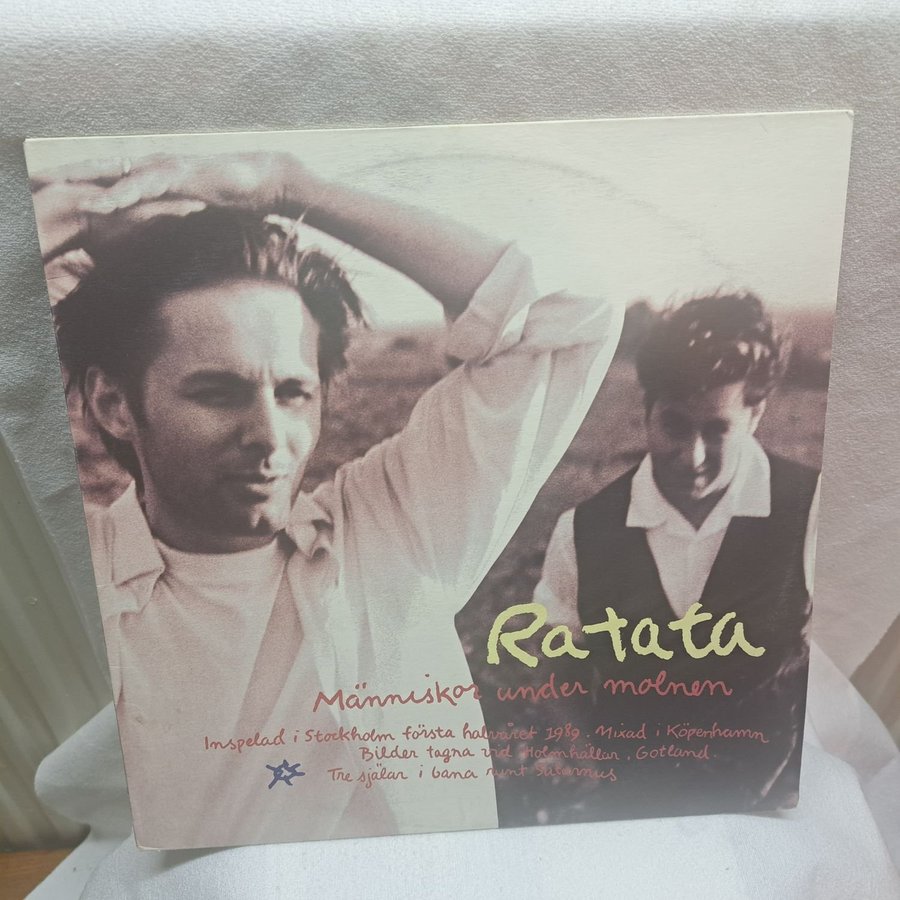 Ratata
Människor under molnen
Inspelad i Stockholm första halvåret 1989. Mixad i Köpenhamn
Bilder tagna vid Holmhällar, Gotland.
Tre själar i bana runt Saturnus